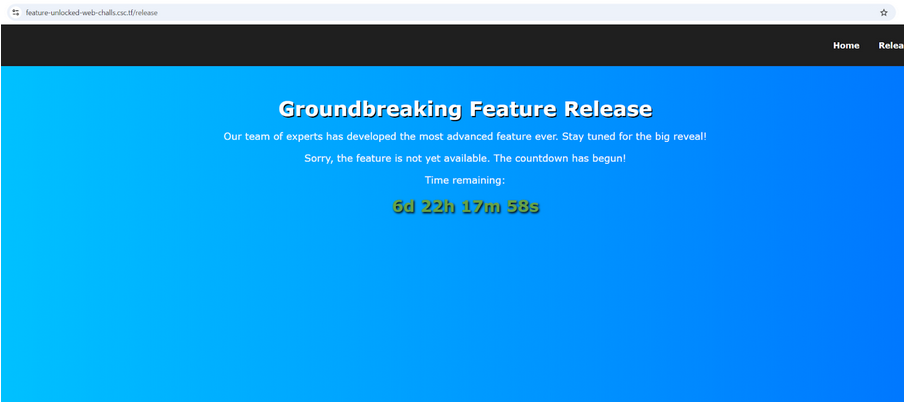 feature-unlocked-web-challs.csc.tf/release
Home Relea
Groundbreaking Feature Release
Our team of experts has developed the most advanced feature ever. Stay tuned for the big reveal!
Sorry, the feature is not yet available. The countdown has begun!
Time remaining:
6d 22h 17m 58s